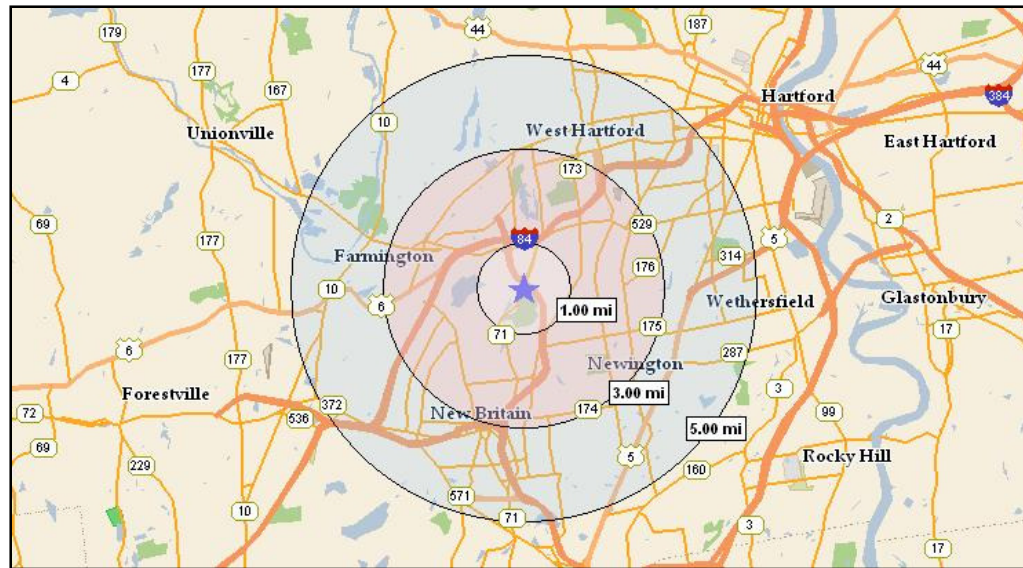 179
44
187
4
177
167
10
44
Hartford
384
Unionville
West Hartford
East Hartford
173
69
529
2
177
84
5
Farmington
314
176
10
Wethersfield
Glastonbury
6
1.00 mi
175
17
71
6
287
177
Newington
Forestville
3.00 mi
3
372
72
New Britain
174
99
536
5.00 mi
69
5
Rocky Hill
229
160
571
10
71
3
17